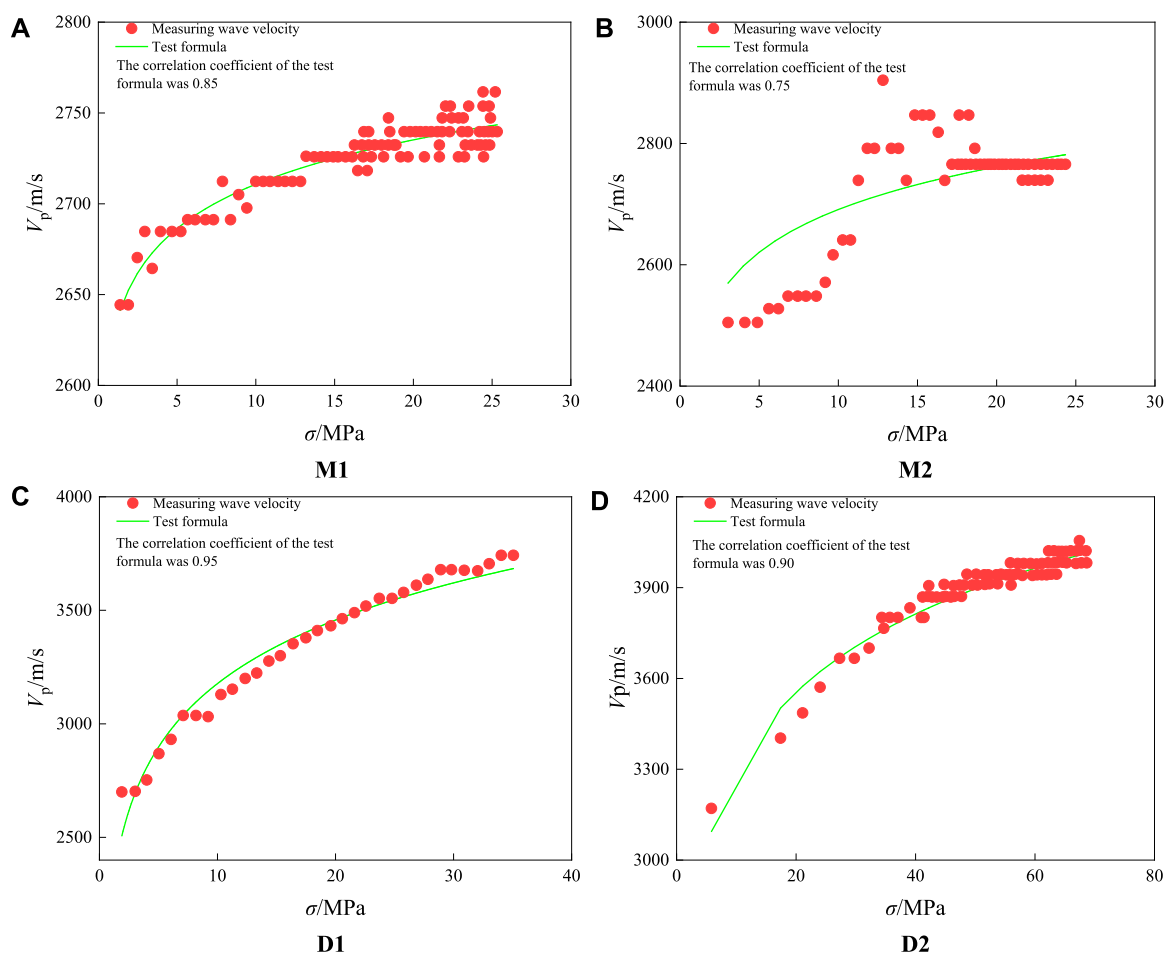 A
2800
2750
2700
2650
2600
Vp/m/s
Measuring wave velocity
Test formula
The correlation coefficient of the test
formula was 0.85
0 5 10 15 20 25 30
σ/MPa
M1
B
3000
2800
2600
2400
Vp/m/s
Measuring wave velocity
Test formula
The correlation coefficient of the test
formula was 0.75
0 5 10 15 20 25 30
σ/MPa
M2
C
4000
3500
3000
2500
Vp/m/s
Measuring wave velocity
Test formula
The correlation coefficient of the test
formula was 0.95
0 10 20 30 40
σ/MPa
D1
D
4200
3900
3600
3300
3000
Vp/m/s
Measuring wave velocity
Test formula
The correlation coefficient of the test
formula was 0.90
0 20 40 60 80
σ/MPa
D2